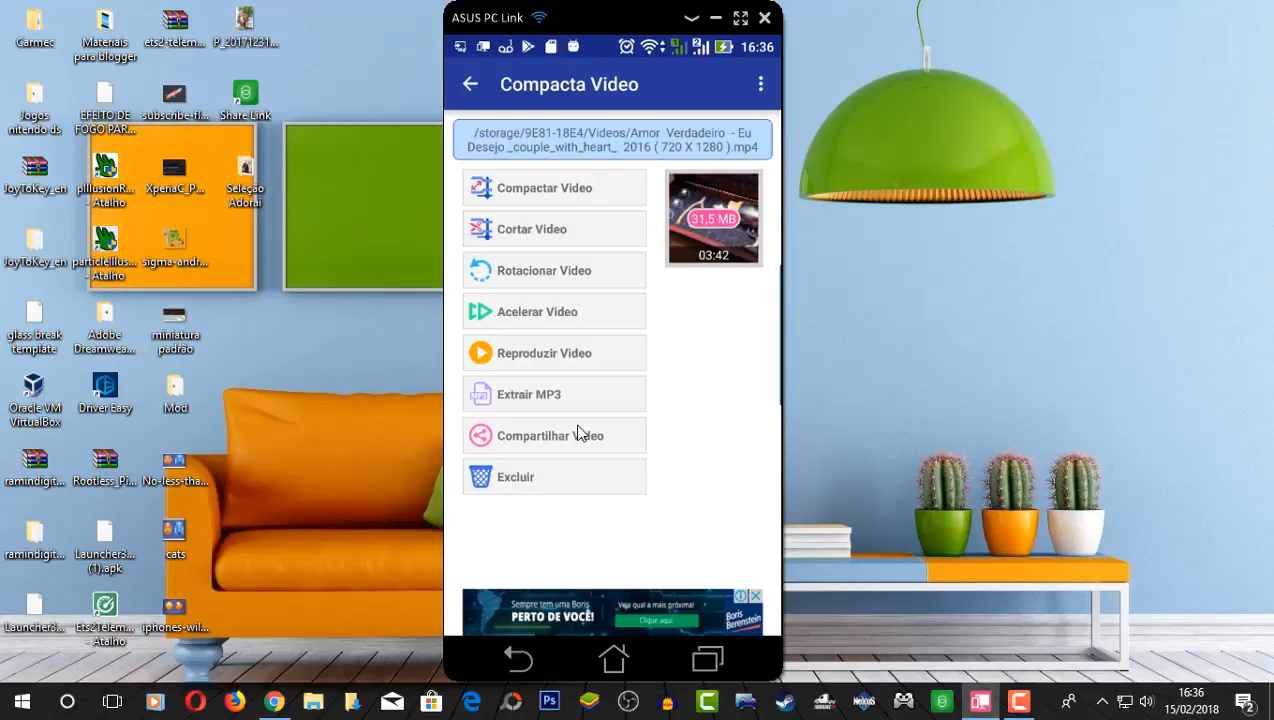 ASUS PC Link
16:36
Compacta Video
/storage/9E81-18E4/Videos/Amor Verdadeiro - Eu
Desejo _couple_with_heart_ 2016 ( 720 X 1280 ).mp4
Compactar Video
Cortar Video
Rotacionar Video
Acelerar Video
Reproduzir Video
Extrair MP3
Compartilhar Video
Excluir
31,5 MB
03:42
Sempre tem uma Boris
PERTO DE VOCÊ!
Veja qual a mais próxima!
Clique aqui
Boris
Berenstein
Carmec
Materiais
para blogger
ets2-telem...
P_20171231...
Jogos
nitendo ds
EFEITO DE
FOGO PAR...
subscribe-fl...
Share Link
JoyToKey_en
pIllusionR...
- Atalho
XpenaC_P...
Seleção
Adorai
JoyToKey_en
particleillus...
- Atalho
sigma-andr...
glass break
template
Adobe
Dreamwea...
miniatura
padrão
Oracle VM
VirtualBox
Driver Easy
Mod
ramindigit...
Rootless_Pi...
No-less-tha...
ramindigit...
Launcher3...
(1).apk
cats
Launcher3...
Ets2Telem...
- Atalho
iphones-wil...
Ps
16:36
15/02/2018
2